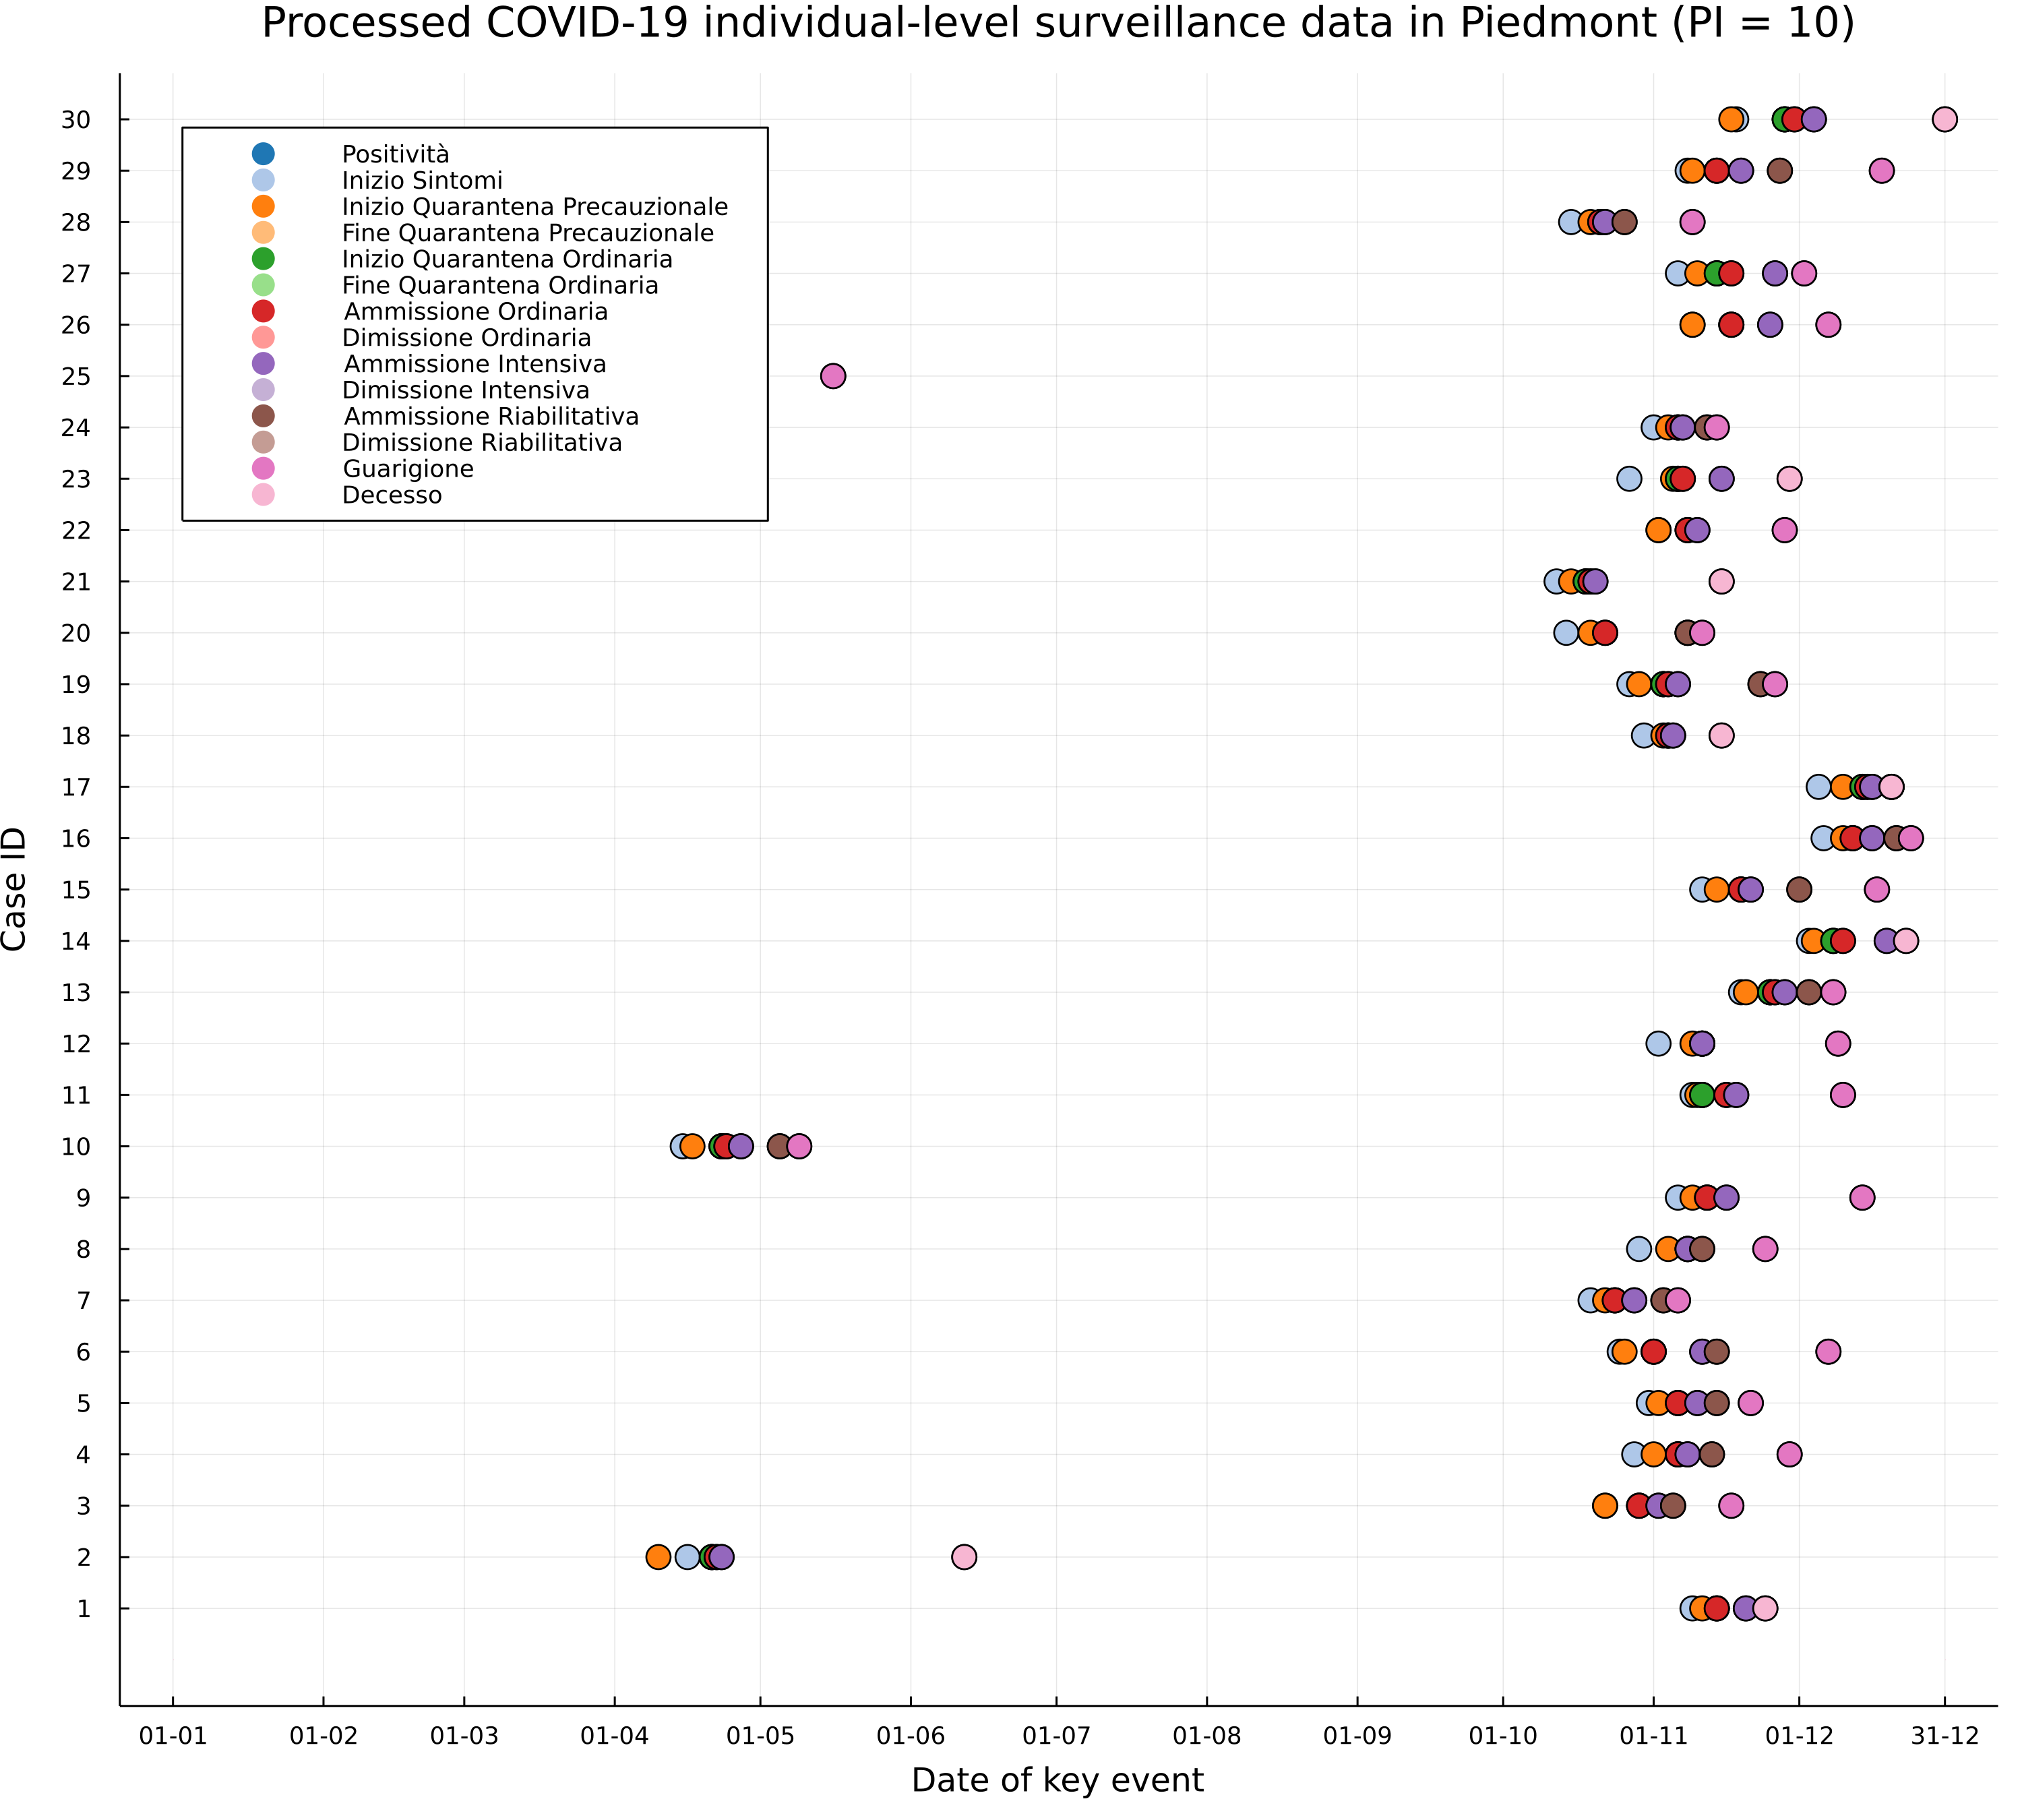 Processed COVID-19 individual-level surveillance data in Piedmont (PI = 10)
Positività
Inizio Sintomi
Inizio Quarantena Precauzionale
Fine Quarantena Precauzionale
Inizio Quarantena Ordinaria
Fine Quarantena Ordinaria
Ammissione Ordinaria
Dimissione Ordinaria
Ammissione Intensiva
Dimissione Intensiva
Ammissione Riabilitativa
Dimissione Riabilitativa
Guarigione
Decesso
Case ID
30
29
28
27
26
25
24
23
22
21
20
19
18
17
16
15
14
13
12
11
10
9
8
7
6
5
4
3
2
1
01-01 01-02 01-03 01-04 01-05 01-06 01-07 01-08 01-09 01-10 01-11 01-12 31-12
Date of key event